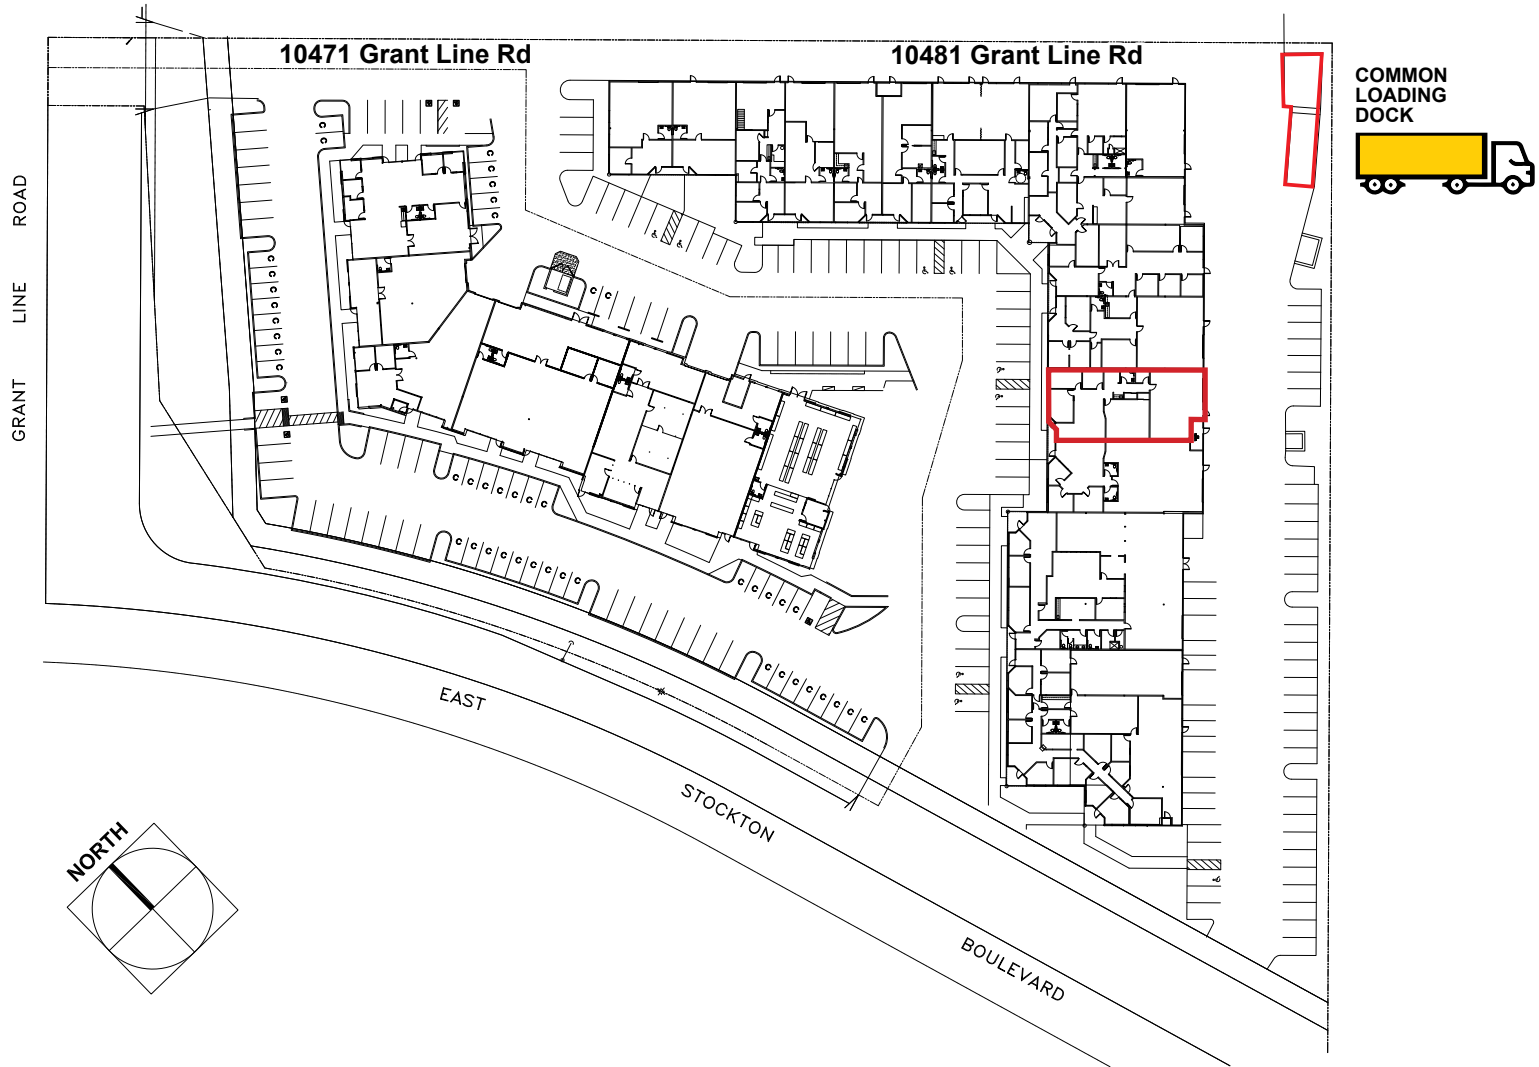 10471 Grant Line Rd
10481 Grant Line Rd
COMMON
LOADING
DOCK
GRANT LINE ROAD
EAST
STOCKTON
BOULEVARD
NORTH